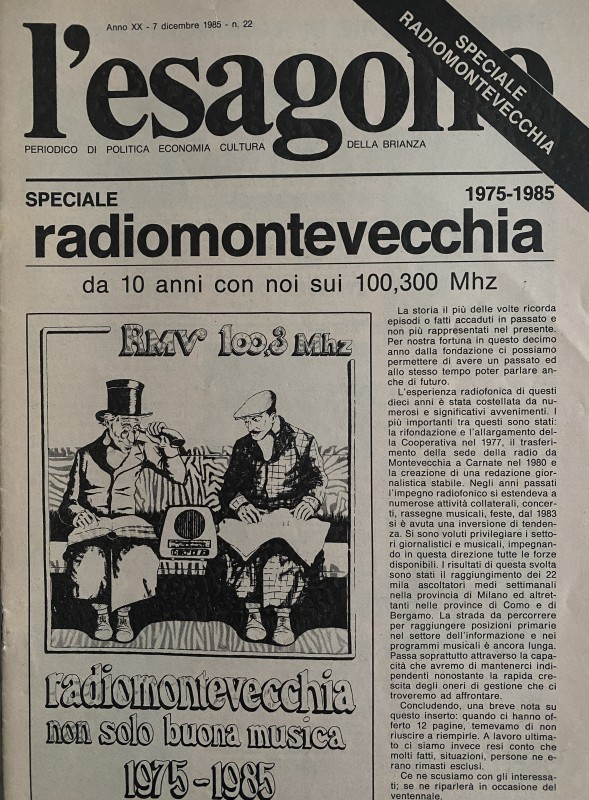 Anno XX - 7 dicembre 1985 - n. 22
l'esagono
SPECIALE
RADIOMONTEVECCHIA
PERIODICO DI POLITICA ECONOMIA CULTURA DELLA BRIANZA
SPECIALE
1975-1985
radiomontevecchia
da 10 anni con noi sui 100,300 Mhz
RMV 100,3 Mhz
radiomontevecchia
non solo buona musica
1975-1985
La storia il più delle volte ricorda
episodi o fatti accaduti in passato e
non più rappresentati nel presente.
Per nostra fortuna in questo decimo
anno dalla fondazione ci possiamo
permettere di avere un passato ed
allo stesso tempo poter parlare an-
che di futuro.
L'esperienza radiofonica di questi
dieci anni è stata costellata da nu-
merosi e significativi avvenimenti. I
più importanti tra questi sono stati:
la rifondazione e l'allargamento del-
la Cooperativa nel 1977, il trasferi-
mento della sede della radio da
Montevecchia a Carnate nel 1980 e
la creazione di una redazione gior-
nalistica stabile. Negli anni passati
l'impegno radiofonico si estendeva a
numerose attività collaterali, concer-
ti, rassegne musicali, feste, dal 1983
si è avuta una inversione di tenden-
za. Si sono voluti privilegiare i setto-
ri giornalistici e musicali, impegnan-
do in questa direzione tutte le forze
disponibili. I risultati di questa svolta
sono stati il raggiungimento dei 22
mila ascoltatori medi settimanali
nella provincia di Milano ed altret-
tanti nelle province di Como e di
Bergamo. La strada da percorrere
per raggiungere posizioni primarie
nel settore dell'informazione e nei
programmi musicali è ancora lunga.
Passa soprattutto attraverso la capa-
cità che avremo di mantenerci indi-
pendenti nonostante la rapida cre-
scita degli oneri di gestione che ci
troveremo ad affrontare.
Concludendo, una breve nota su
questo inserto: quando ci hanno of-
ferto 12 pagine, temevamo di non
riuscire a riempirle. A lavoro ultima-
to ci siamo invece resi conto che
molti fatti, situazioni, persone ne e-
rano rimasti esclusi.
Ce ne scusiamo con gli interessa-
ti; se ne riparlerà in occasione del
ventennale.